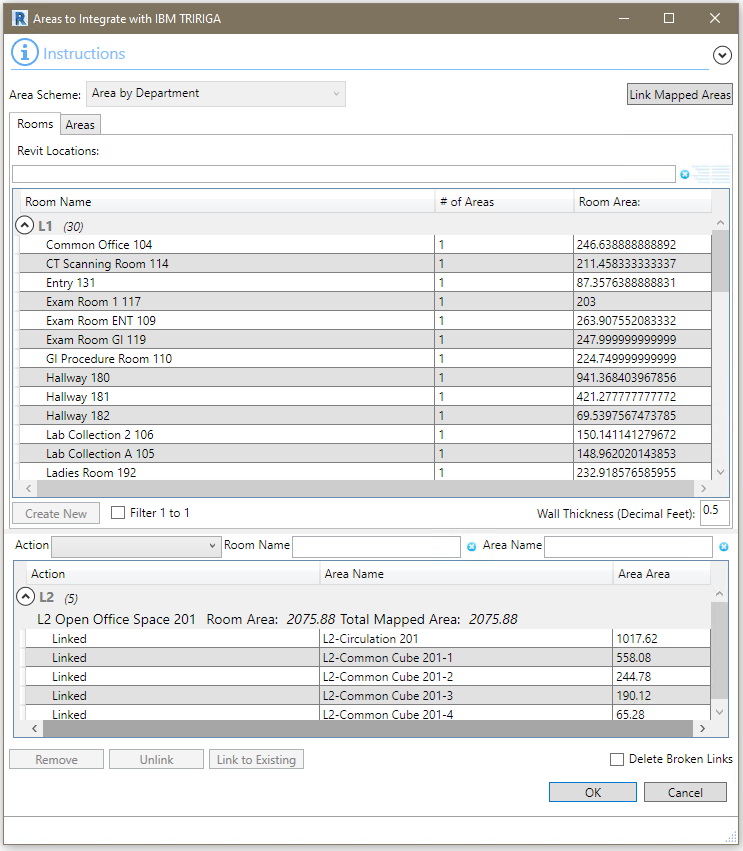 R Areas to Integrate with IBM TRIRIGA
i Instructions
Area Scheme: Area by Department Link Mapped Areas
Rooms Areas
Revit Locations:
Room Name # of Areas Room Area:
L1 (30)
Common Office 104 1 246.638888888892
CT Scanning Room 114 1 211.458333333337
Entry 131 1 87.3576388888831
Exam Room 1 117 1 203
Exam Room ENT 109 1 263.907552083332
Exam Room GI 119 1 247.999999999999
GI Procedure Room 110 1 224.749999999999
Hallway 180 1 941.368403967856
Hallway 181 1 421.277777777772
Hallway 182 1 69.5397567473785
Lab Collection 2 106 1 150.141141279672
Lab Collection A 105 1 148.962020143853
Ladies Room 192 1 232.918576585955
Create New Filter 1 to 1 Wall Thickness (Decimal Feet): 0.5
Action Room Name Area Name
Action Area Name Area Area
L2 (5)
L2 Open Office Space 201 Room Area: 2075.88 Total Mapped Area: 2075.88
Linked L2-Circulation 201 1017.62
Linked L2-Common Cube 201-1 558.08
Linked L2-Common Cube 201-2 244.78
Linked L2-Common Cube 201-3 190.12
Linked L2-Common Cube 201-4 65.28
Remove Unlink Link to Existing Delete Broken Links
OK Cancel